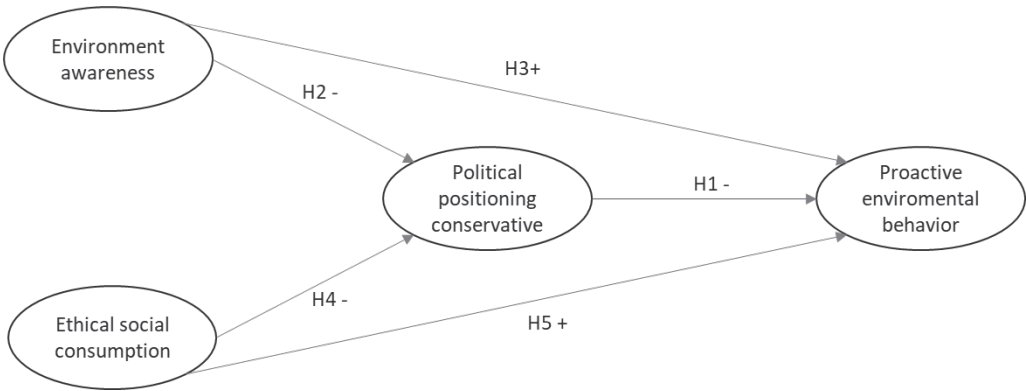 Environment
awareness
H3+
H2 -
Political
positioning
conservative
H1 -
Proactive
enviromental
behavior
H4 -
Ethical social
consumption
H5 +